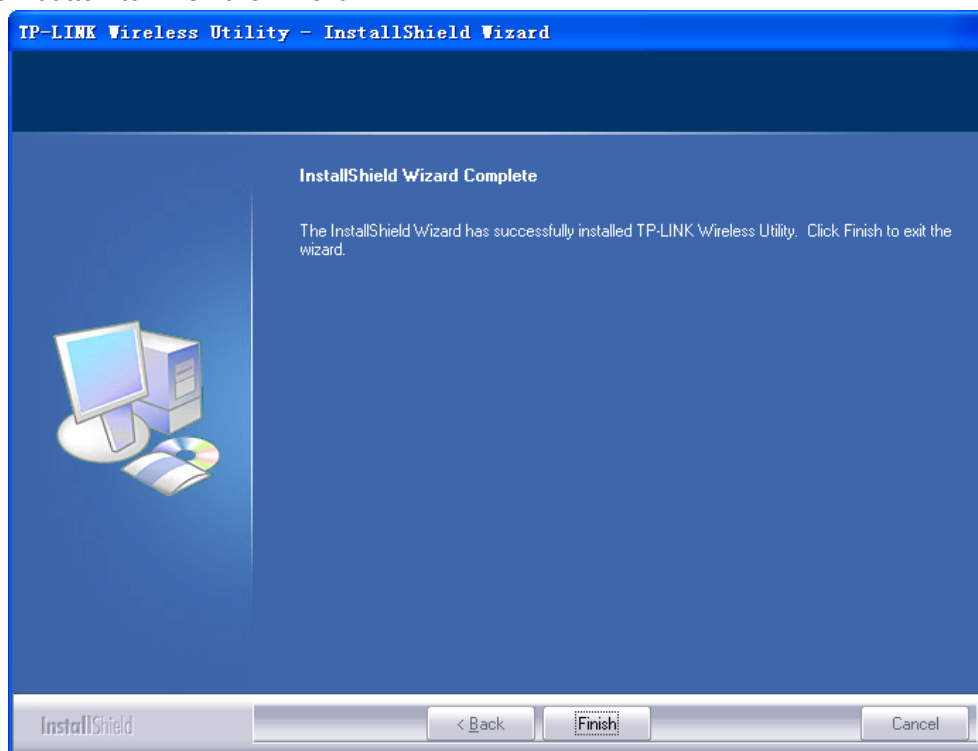 TP-LINK Wireless Utility - InstallShield Wizard
InstallShield Wizard Complete
The InstallShield Wizard has successfully installed TP-LINK Wireless Utility. Click Finish to exit the
wizard.
InstallShield
< Back
Finish
Cancel